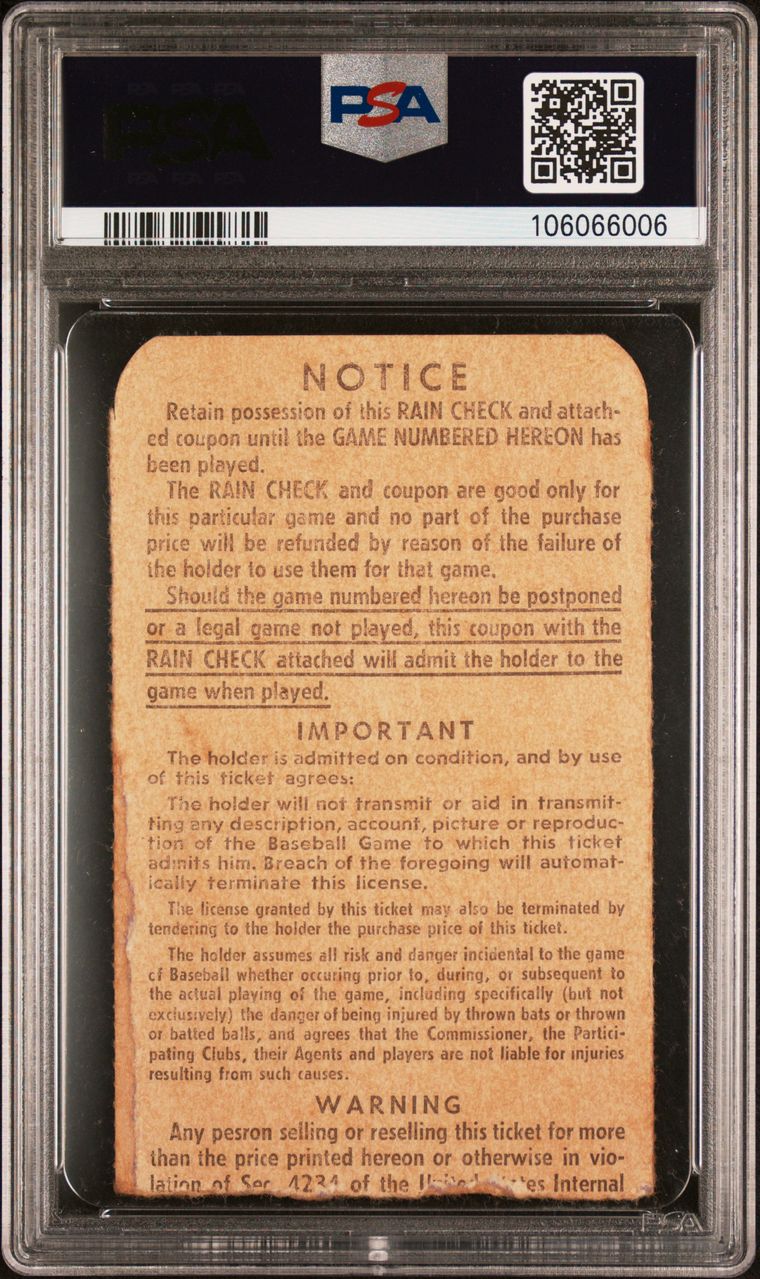 PSA
106066006
NOTICE
Retain possession of this RAIN CHECK and attach-
ed coupon until the GAME NUMBERED HEREON has
been played.
The RAIN CHECK and coupon are good only for
this particular game and no part of the purchase
price will be refunded by reason of the failure of
the holder to use them for that game.
Should the game numbered hereon be postponed
or a legal game not played, this coupon with the
RAIN CHECK attached will admit the holder to the
game when played.
IMPORTANT
The holder is admitted on condition, and by use
of this ticket agrees:
The holder will not transmit or aid in transmit-
ting any description, account, picture or reproduc-
tion of the Baseball Game to which this ticket
admits him. Breach of the foregoing will automat-
ically terminate this license.
The license granted by this ticket may also be terminated by
tendering to the holder the purchase price of this ticket.
The holder assumes all risk and danger incidental to the game
of Baseball whether occuring prior to, during, or subsequent to
the actual playing of the game, including specifically (but not
exclusively) the danger of being injured by thrown bats or thrown
or batted balls, and agrees that the Commissioner, the Partici-
pating Clubs, their Agents and players are not liable for injuries
resulting from such causes.
WARNING
Any pesron selling or reselling this ticket for more
than the price printed hereon or otherwise in vio-
lation of Sec. 4234 of the Internal
PSA